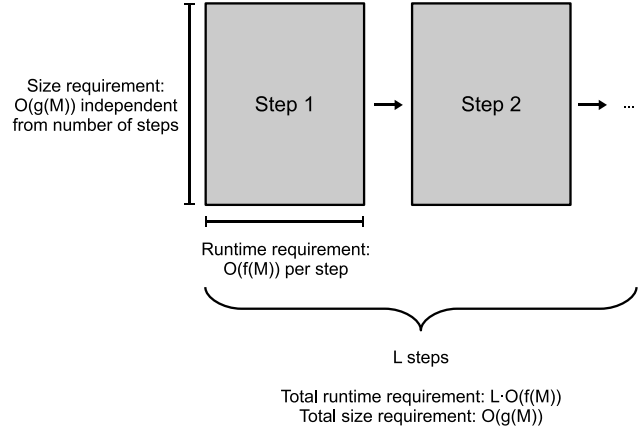 Size requirement:
O(g(M)) independent
from number of steps
Step 1
Step 2
...
Runtime requirement:
O(f(M)) per step
L steps
Total runtime requirement: L·O(f(M))
Total size requirement: O(g(M))